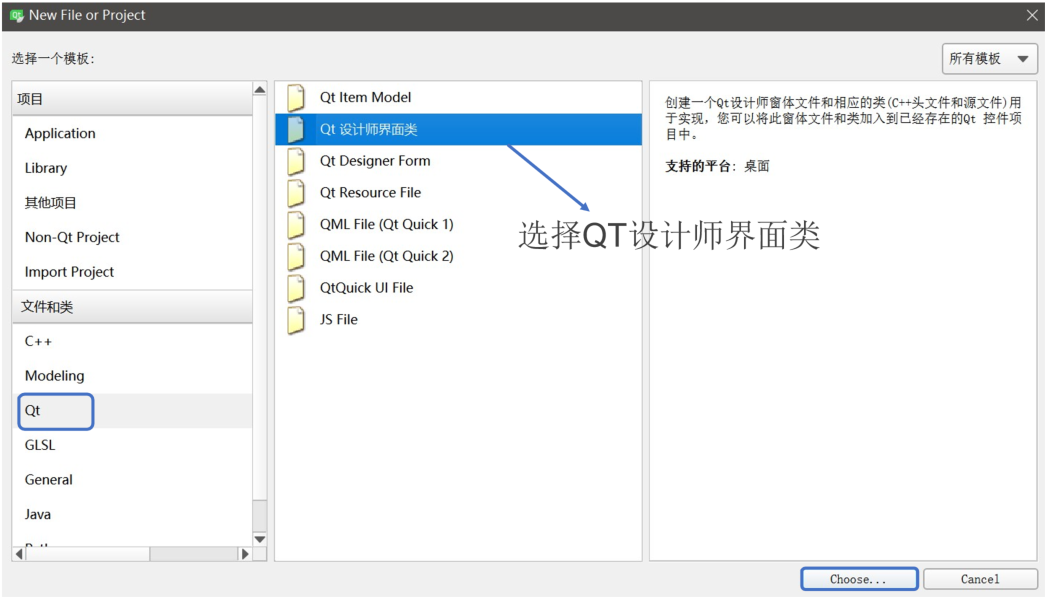 New File or Project
选择一个模板：
所有模板
项目
Application
Library
其他项目
Non-Qt Project
Import Project
文件和类
C++
Modeling
Qt
GLSL
General
Java
Qt Item Model
Qt 设计师界面类
Qt Designer Form
Qt Resource File
QML File (Qt Quick 1)
QML File (Qt Quick 2)
QtQuick UI File
JS File
选择QT设计师界面类
创建一个Qt设计师窗体文件和相应的类(C++头文件和源文件)用
于实现，您可以将此窗体文件和类加入到已经存在的Qt 控件项
目中。
支持的平台：桌面
Choose...
Cancel